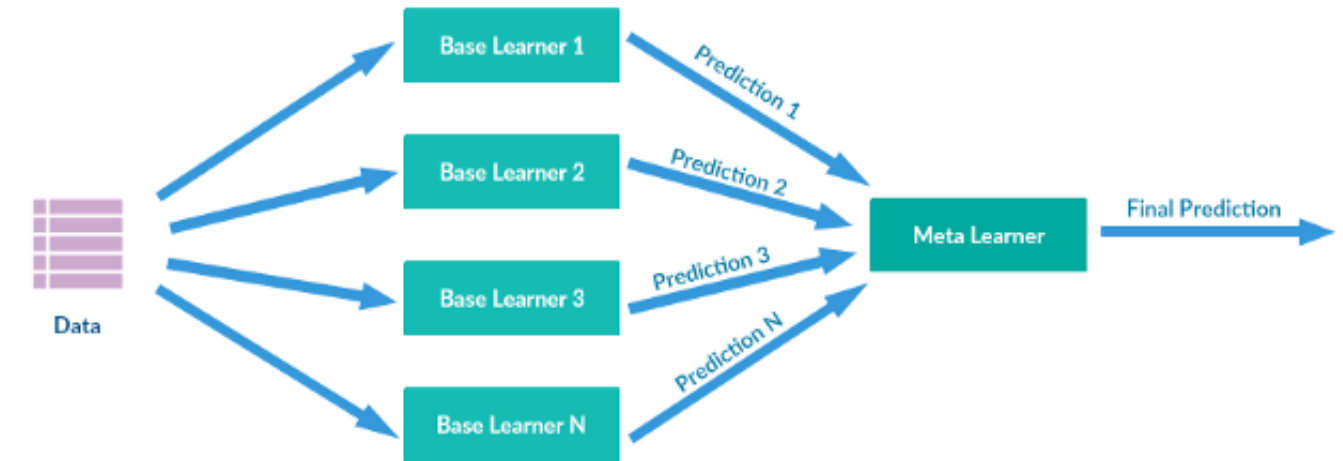 Base Learner 1
Prediction 1
Base Learner 2
Prediction 2
Meta Learner
Final Prediction
Data
Base Learner 3
Prediction 3
Base Learner N
Prediction N